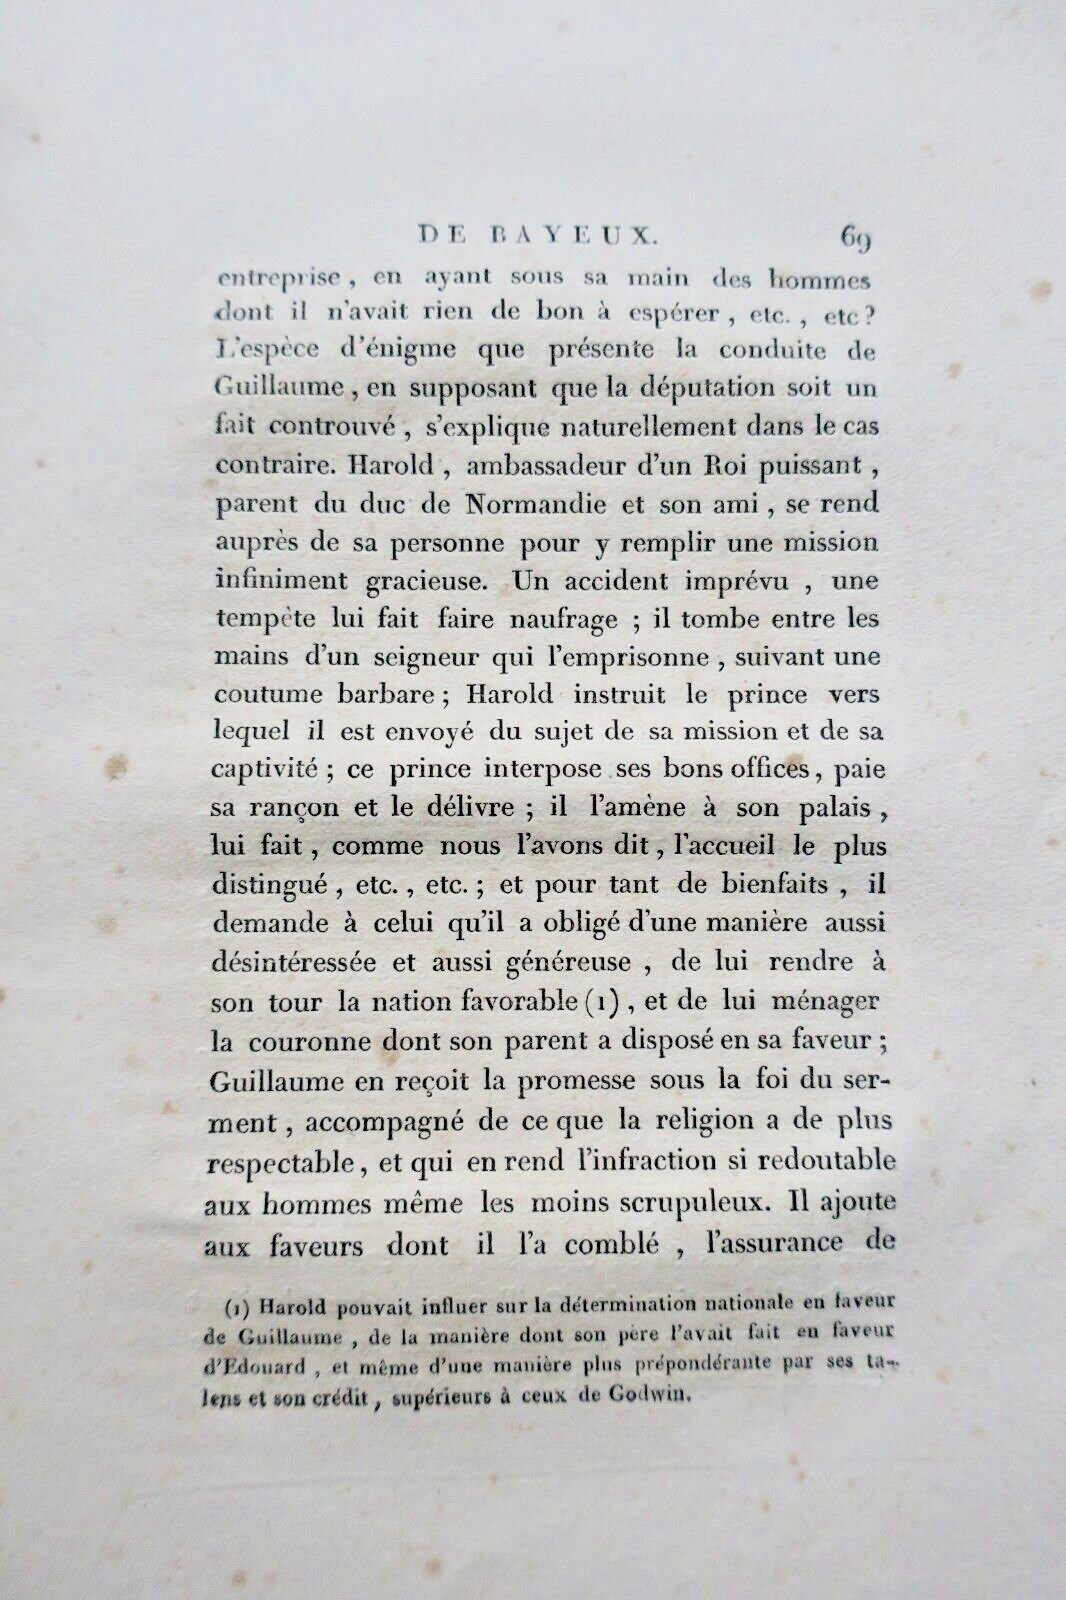 DE BAYEUX. 69
entreprise, en ayant sous sa main des hommes
dont il n'avait rien de bon à espérer, etc., etc?
L'espèce d'énigme que présente la conduite de
Guillaume, en supposant que la députation soit un
fait controuvé, s'explique naturellement dans le cas
contraire. Harold, ambassadeur d'un Roi puissant,
parent du duc de Normandie et son ami, se rend
auprès de sa personne pour y remplir une mission
infiniment gracieuse. Un accident imprévu, une
tempète lui fait faire naufrage; il tombe entre les
mains d'un seigneur qui l'emprisonne, suivant une
coutume barbare; Harold instruit le prince vers
lequel il est envoyé du sujet de sa mission et de sa
captivité; ce prince interpose ses bons offices, paie
sa rançon et le délivre; il l'amène à son palais,
lui fait, comme nous l'avons dit, l'accueil le plus
distingué, etc., etc.; et pour tant de bienfaits, il
demande à celui qu'il a obligé d'une manière aussi
désintéressée et aussi généreuse, de lui rendre à
son tour la nation favorable (1), et de lui ménager
la couronne dont son parent a disposé en sa faveur;
Guillaume en reçoit la promesse sous la foi du ser-
ment, accompagné de ce que la religion a de plus
respectable, et qui en rend l'infraction si redoutable
aux hommes même les moins scrupuleux. Il ajoute
aux faveurs dont il l'a comblé, l'assurance de
(1) Harold pouvait influer sur la détermination nationale en faveur
de Guillaume, de la manière dont son père l'avait fait en faveur
d'Edouard, et même d'une manière plus prépondérante par ses ta-
lens et son crédit, supérieurs à ceux de Godwin.